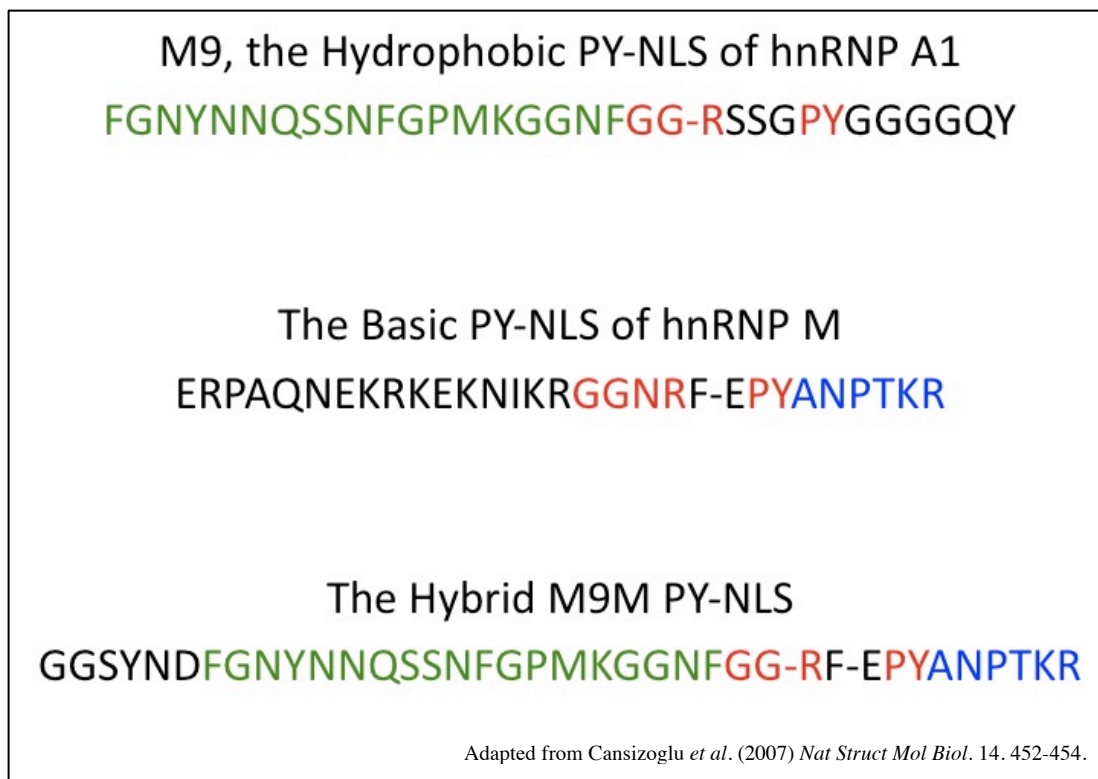 M9, the Hydrophobic PY-NLS of hnRNP A1
FGNYNNQSSNFGPMKGGNFGG-RSSGPYGGGGQY
The Basic PY-NLS of hnRNP M
ERPAQNEKRKEKNIKRGGNRF-EPYANPTKR
The Hybrid M9M PY-NLS
GGSYNDFGNYNNQSSNFGPMKGGNFGG-RF-EPYANPTKR
Adapted from Cansizoglu et al. (2007) Nat Struct Mol Biol. 14. 452-454.